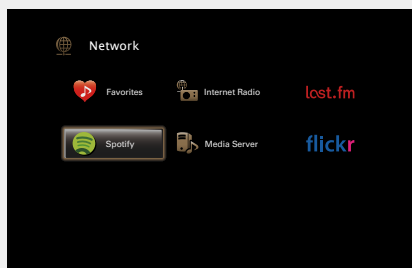 Network
Favorites Internet Radio last.fm
Spotify Media Server flickr